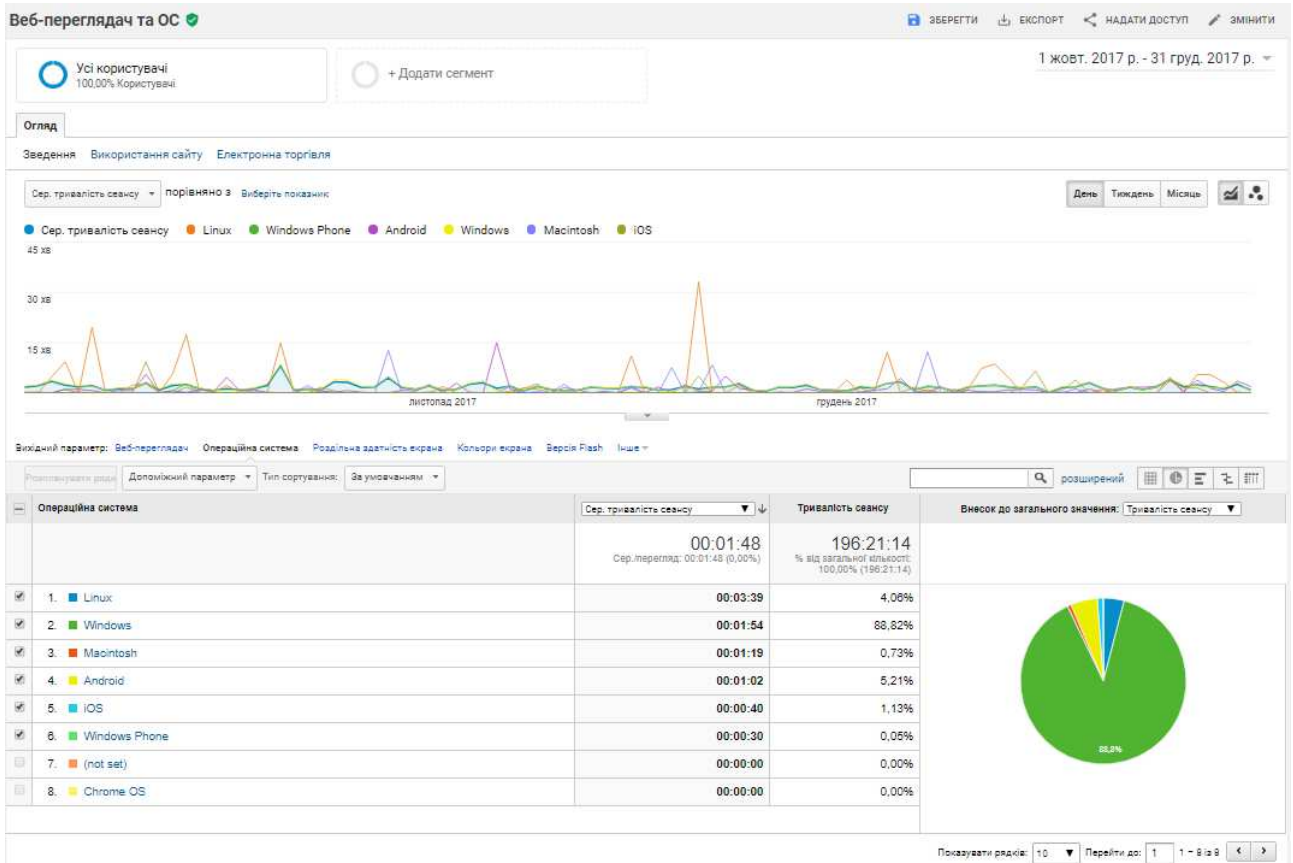 Веб-переглядач та ОС
ЗБЕРЕГТИ ЕКСПОРТ НАДАТИ ДОСТУП ЗМІНИТИ
Усі користувачі
100,00% Користувачі
+ Додати сегмент
1 жовт. 2017 р. - 31 груд. 2017 р.
Огляд
Зведення Використання сайту Електронна торгівля
Сер. тривалість сеансу порівняно з Виберіть показник
День Тиждень Місяць
Сер. тривалість сеансу Linux Windows Phone Android Windows Macintosh iOS
45 хв
30 хв
15 хв
листопад 2017 грудень 2017
Вихідний параметр: Веб-переглядач Операційна система Роздільна здатність екрана Кольори екрана Версія Flash Інше
Допоміжний параметр Тип сортування: За умовчанням розширений
Операційна система Сер. тривалість сеансу Тривалість сеансу Внесок до загального значення: Тривалість сеансу
00:01:48 196:21:14
Сер./перегляд: 00:01:48 (0,00%) % від загальної кількості: 100,00% (196:21:14)
1. Linux 00:03:39 4,06%
2. Windows 00:01:54 88,82%
3. Macintosh 00:01:19 0,73%
4. Android 00:01:02 5,21%
5. iOS 00:00:40 1,13%
6. Windows Phone 00:00:30 0,05%
7. (not set) 00:00:00 0,00%
8. Chrome OS 00:00:00 0,00%
88,8%
Показувати рядків: 10 Перейти до: 1 1 – 8 із 8